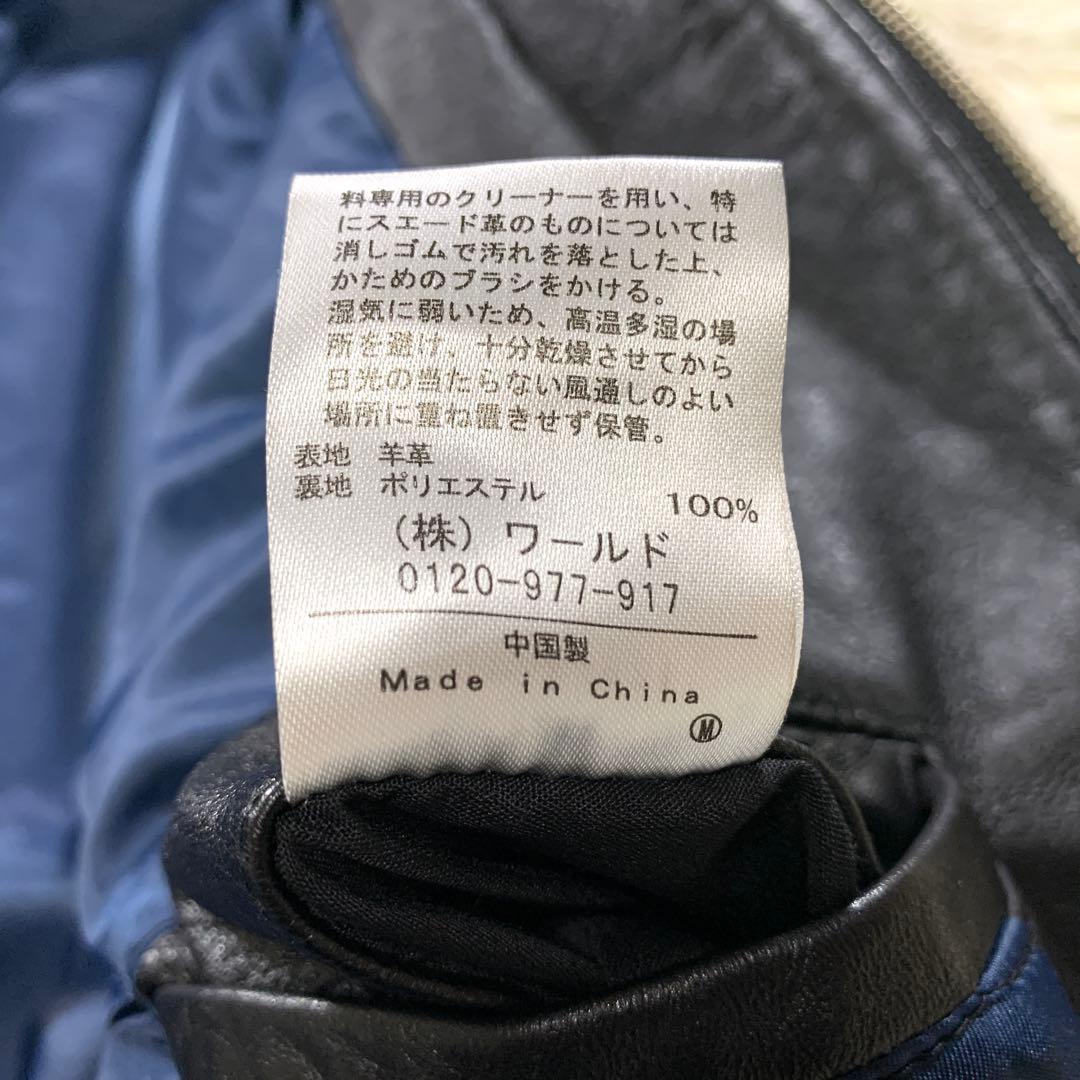 料専用のクリーナーを用い、特
にスエード革のものについては
消しゴムで汚れを落とした上、
かためのブラシをかける。
湿気に弱いため、高温多湿の場
所を避け、十分乾燥させてから
日光の当たらない風通しのよい
場所に重ね置きせず保管。
表地 羊革
裏地 ポリエステル 100%
(株) ワールド
0120-977-917
中国製
Made in China
Ⓜ